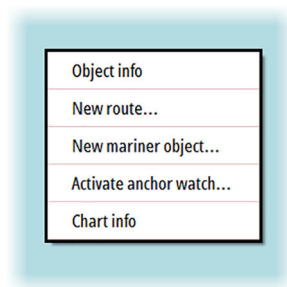 Object info
New route...
New mariner object...
Activate anchor watch...
Chart info